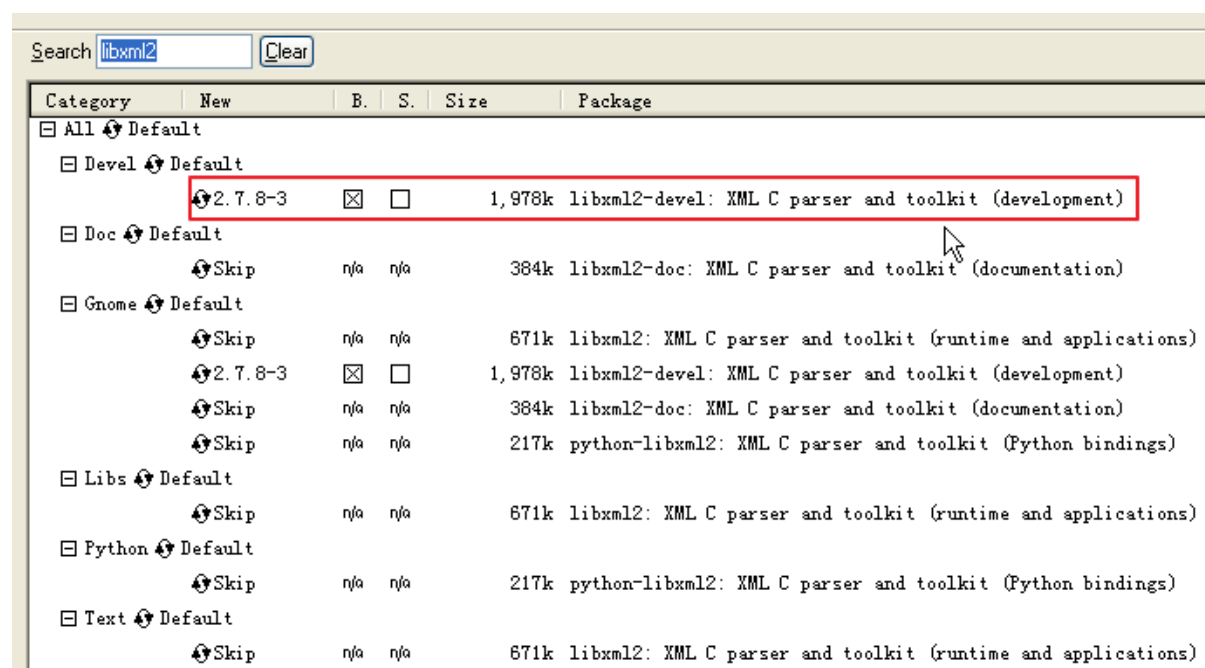 Search libxml2 Clear
Category New B. S. Size Package
All Default
Devel Default
2.7.8-3 1,978k libxml2-devel: XML C parser and toolkit (development)
Doc Default
Skip n/a n/a 384k libxml2-doc: XML C parser and toolkit (documentation)
Gnome Default
Skip n/a n/a 671k libxml2: XML C parser and toolkit (runtime and applications)
2.7.8-3 1,978k libxml2-devel: XML C parser and toolkit (development)
Skip n/a n/a 384k libxml2-doc: XML C parser and toolkit (documentation)
Skip n/a n/a 217k python-libxml2: XML C parser and toolkit (Python bindings)
Libs Default
Skip n/a n/a 671k libxml2: XML C parser and toolkit (runtime and applications)
Python Default
Skip n/a n/a 217k python-libxml2: XML C parser and toolkit (Python bindings)
Text Default
Skip n/a n/a 671k libxml2: XML C parser and toolkit (runtime and applications)